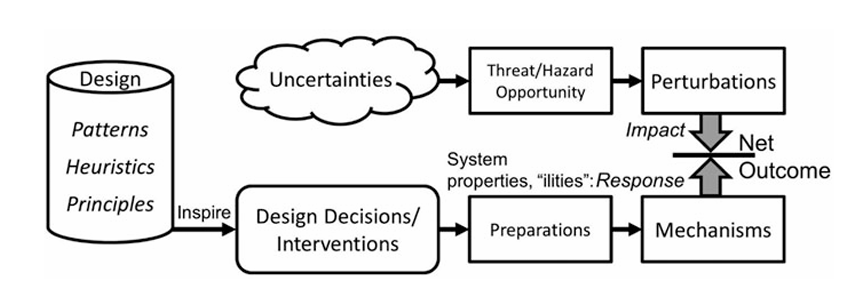 Design
Patterns
Heuristics
Principles
Inspire
Uncertainties
Threat/Hazard
Opportunity
Perturbations
Impact
Net
Outcome
System
properties, “ilities”: Response
Design Decisions/
Interventions
Preparations
Mechanisms